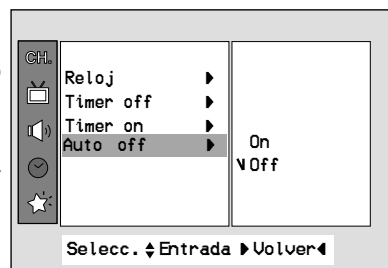 CH.
Reloj
Timer off
Timer on
Auto off
On
Off
Selecc. Entrada Volver